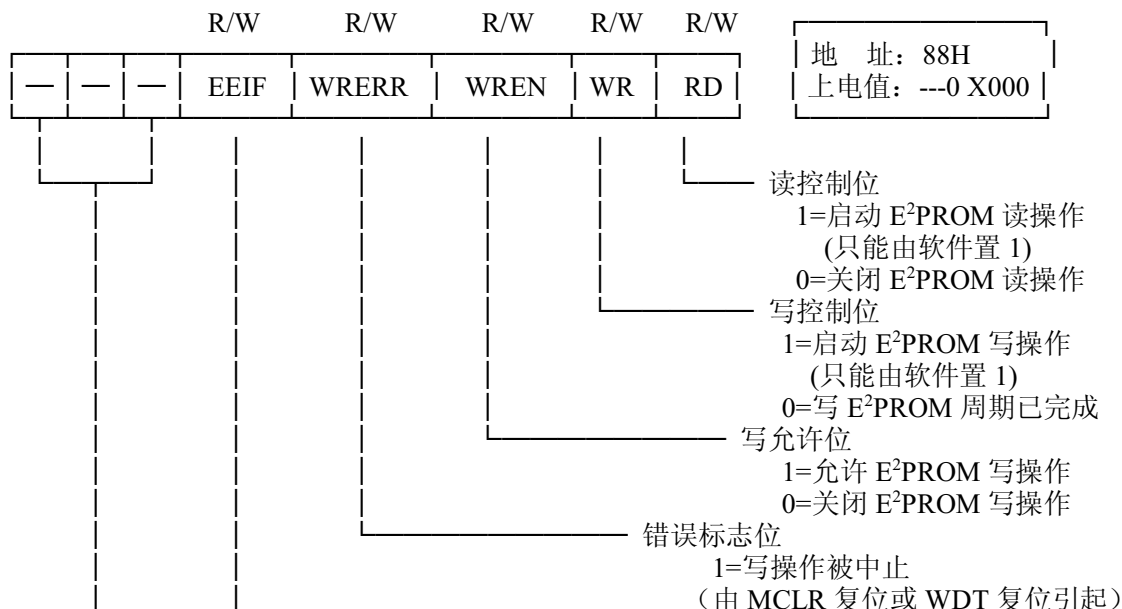 R/W R/W R/W R/W R/W
— — — EEIF WRERR WREN WR RD
地 址：88H
上电值：---0 X000
读控制位
1=启动 E²PROM 读操作
(只能由软件置 1)
0=关闭 E²PROM 读操作
写控制位
1=启动 E²PROM 写操作
(只能由软件置 1)
0=写 E²PROM 周期已完成
写允许位
1=允许 E²PROM 写操作
0=关闭 E²PROM 写操作
错误标志位
1=写操作被中止
（由 MCLR 复位或 WDT 复位引起）